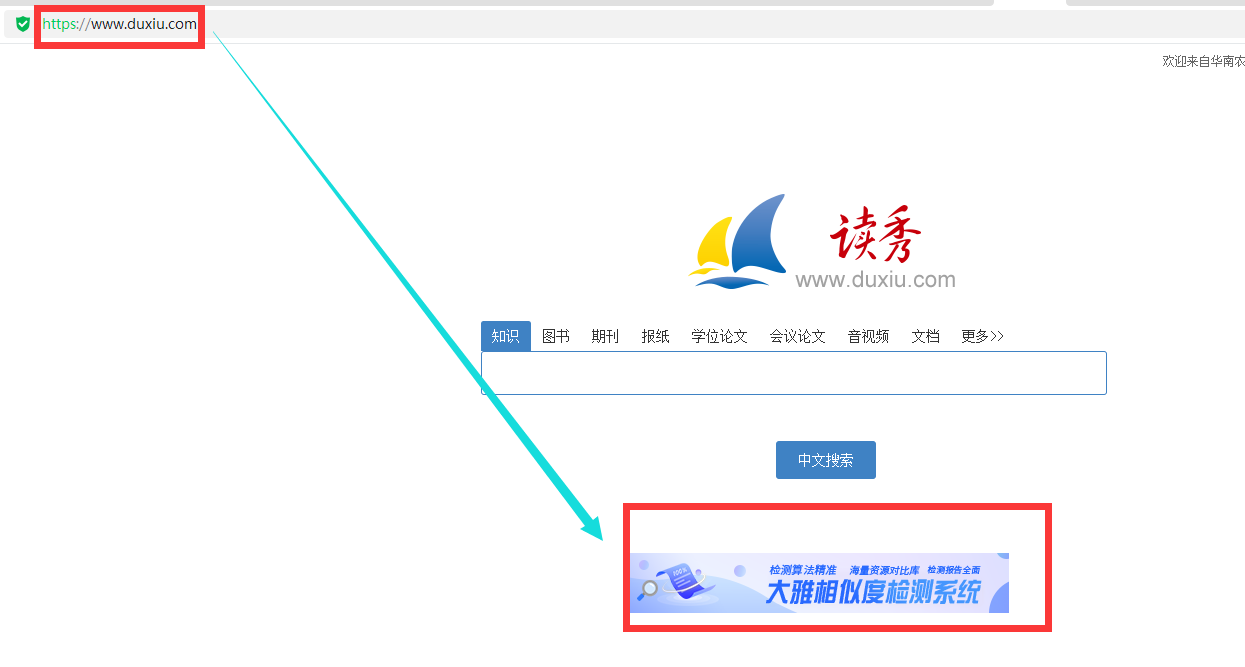 https://www.duxiu.com
欢迎来自华南农
读秀
www.duxiu.com
知识 图书 期刊 报纸 学位论文 会议论文 音视频 文档 更多>>
中文搜索
检测算法精准 海量资源对比库 检测报告全面
大雅相似度检测系统